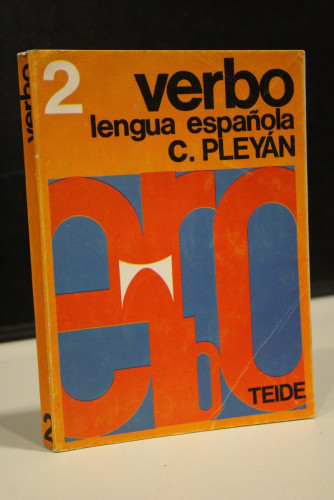 2 verbo
lengua española
C. PLEYÁN
TEIDE
verbo
2